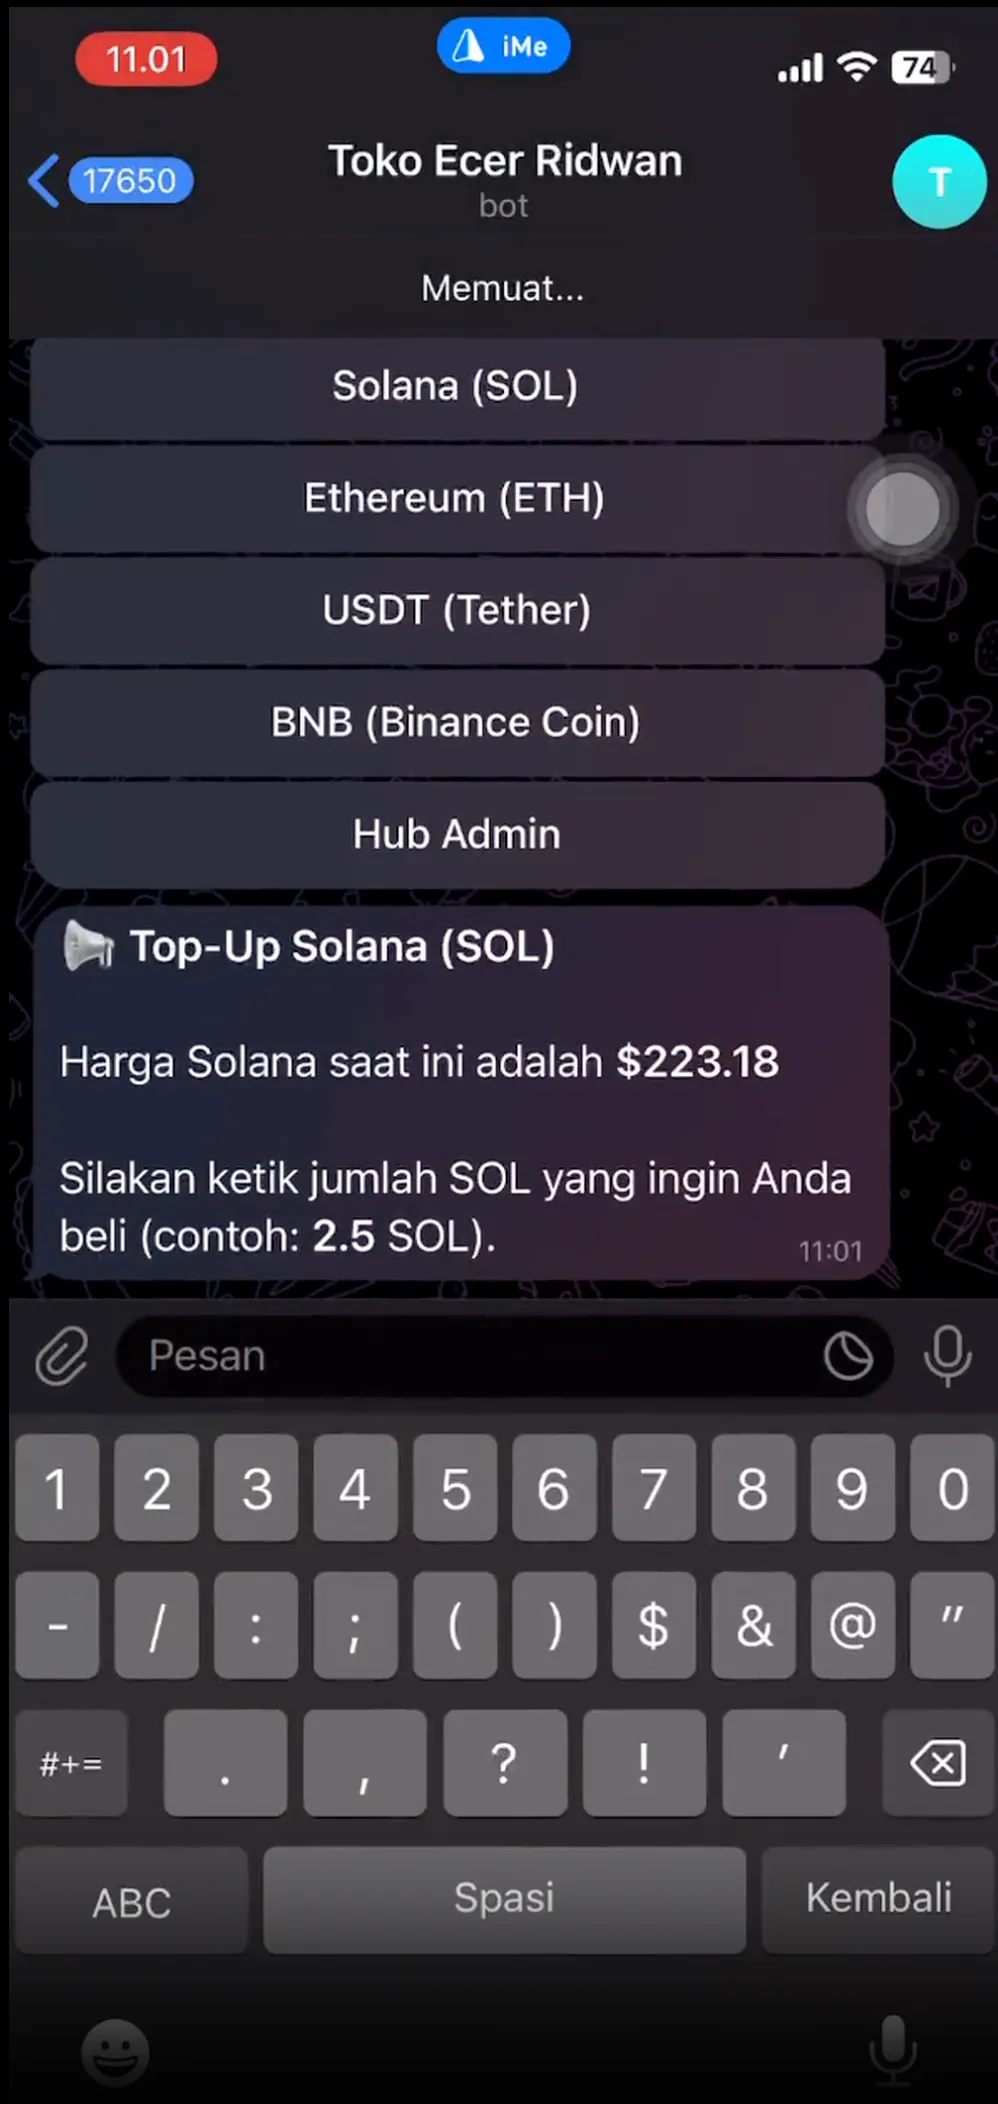 11.01
iMe
74
17650
Toko Ecer Ridwan
bot
T
Memuat...
Solana (SOL)
Ethereum (ETH)
USDT (Tether)
BNB (Binance Coin)
Hub Admin
Top-Up Solana (SOL)
Harga Solana saat ini adalah $223.18
Silakan ketik jumlah SOL yang ingin Anda
beli (contoh: 2.5 SOL).
11:01
Pesan
1 2 3 4 5 6 7 8 9 0
- / : ; ( ) $ & @ "
#+= . , ? ! '
ABC Spasi Kembali